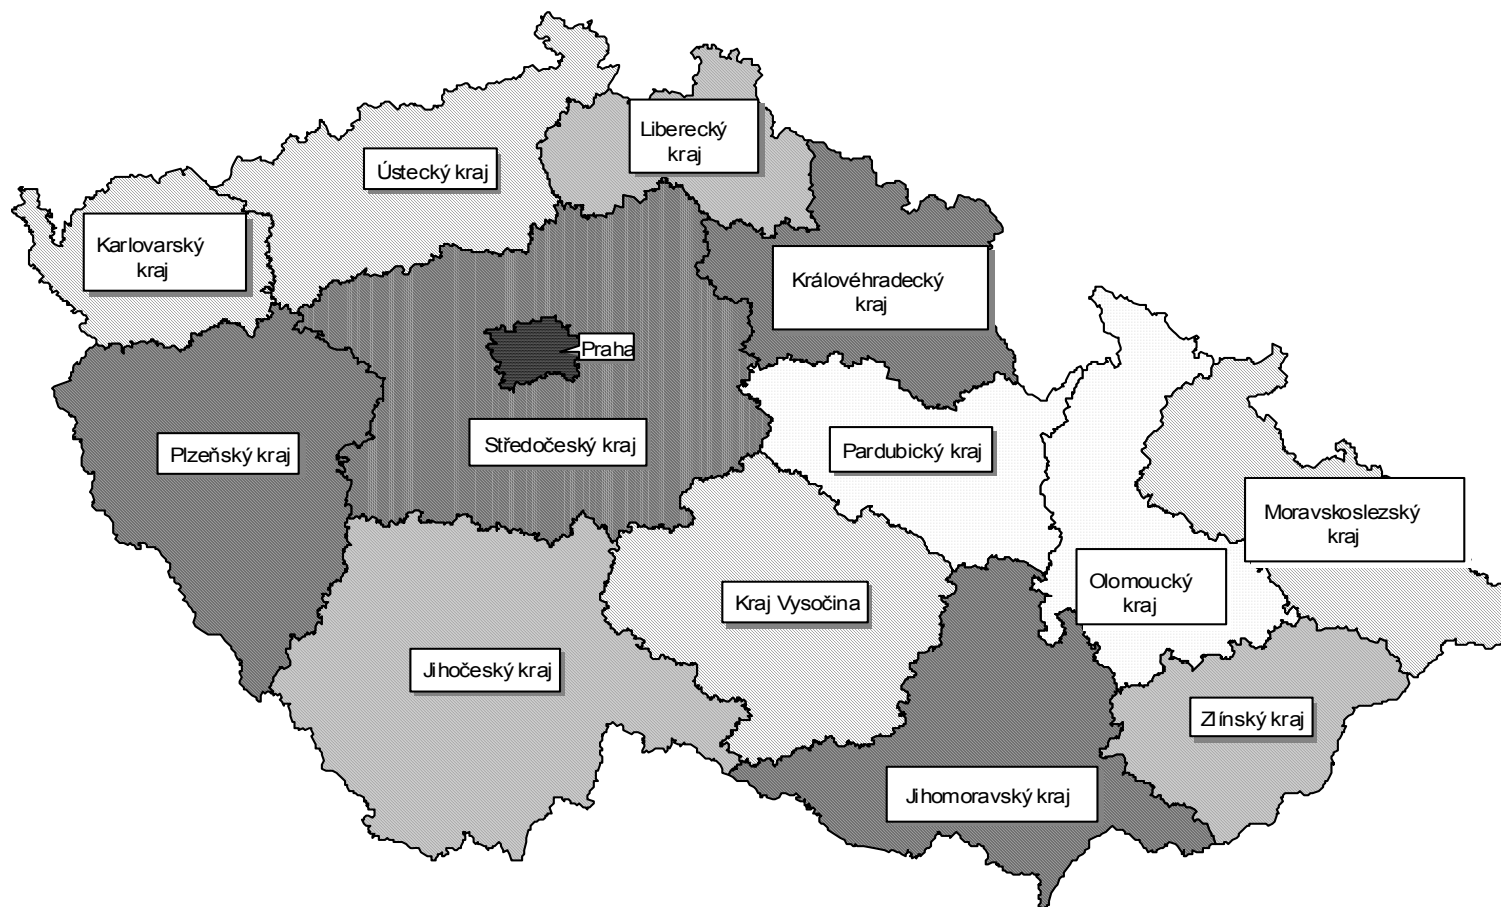 Liberecký
kraj
Ústecký kraj
Karlovarský
kraj
Královéhradecký
kraj
Praha
Středočeský kraj
Plzeňský kraj
Pardubický kraj
Moravskoslezský
kraj
Olomoucký
kraj
Kraj Vysočina
Jihočeský kraj
Zlínský kraj
Jihomoravský kraj